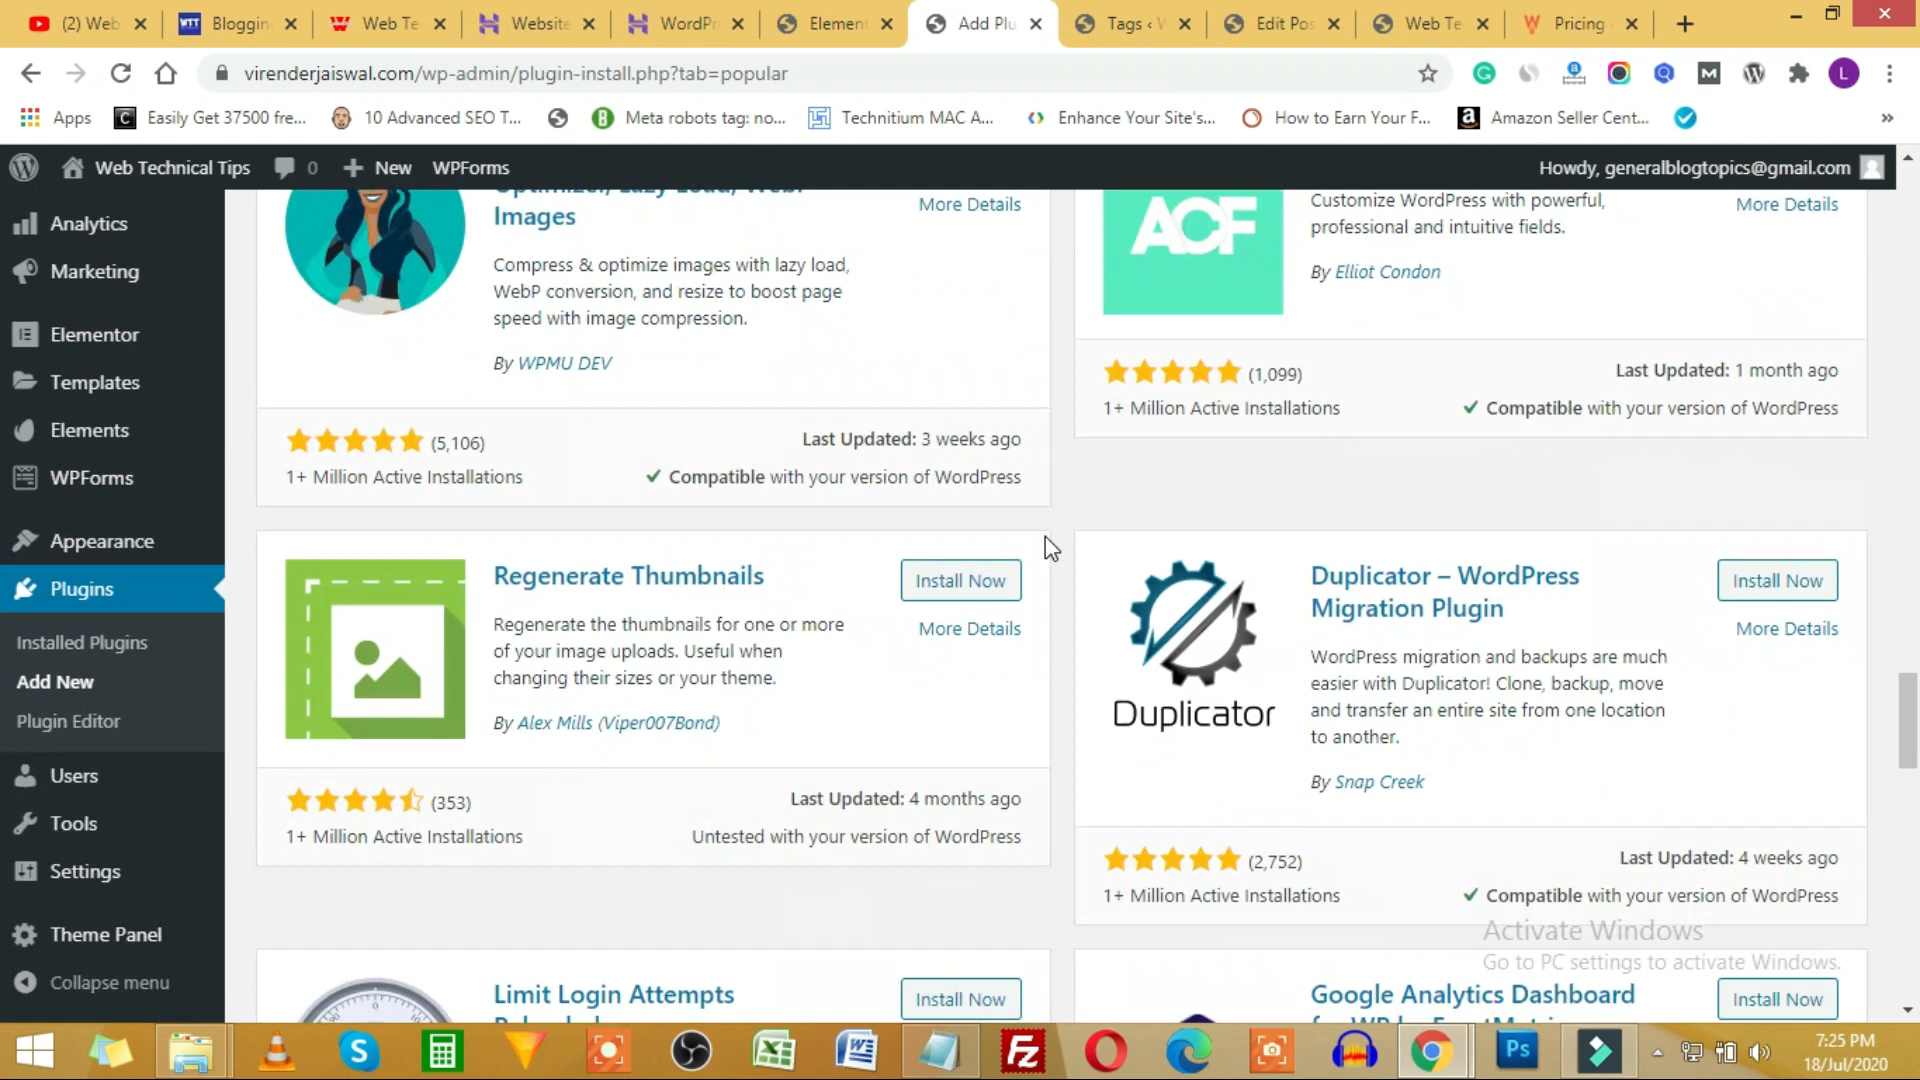 (2) Web
Blogging
Web Te
Website
WordPr
Element
Add Plu
Tags ‹ W
Edit Pos
Web Te
Pricing
virenderjaiswal.com/wp-admin/plugin-install.php?tab=popular
Apps
Easily Get 37500 fre...
10 Advanced SEO T...
Meta robots tag: no...
Technitium MAC A...
Enhance Your Site's...
How to Earn Your F...
Amazon Seller Cent...
Web Technical Tips
0
New
WPForms
Howdy, generalblogtopics@gmail.com
Analytics
Marketing
Elementor
Templates
Elements
WPForms
Appearance
Plugins
Installed Plugins
Add New
Plugin Editor
Users
Tools
Settings
Theme Panel
Collapse menu
Optimizer, Lazy Load, WebP
Images
More Details
Compress & optimize images with lazy load,
WebP conversion, and resize to boost page
speed with image compression.
By WPMU DEV
(5,106)
Last Updated: 3 weeks ago
1+ Million Active Installations
Compatible with your version of WordPress
ACF
Customize WordPress with powerful,
professional and intuitive fields.
More Details
By Elliot Condon
(1,099)
Last Updated: 1 month ago
1+ Million Active Installations
Compatible with your version of WordPress
Regenerate Thumbnails
Install Now
More Details
Regenerate the thumbnails for one or more
of your image uploads. Useful when
changing their sizes or your theme.
By Alex Mills (Viper007Bond)
(353)
Last Updated: 4 months ago
1+ Million Active Installations
Untested with your version of WordPress
Duplicator
Duplicator – WordPress
Migration Plugin
Install Now
More Details
WordPress migration and backups are much
easier with Duplicator! Clone, backup, move
and transfer an entire site from one location
to another.
By Snap Creek
(2,752)
Last Updated: 4 weeks ago
1+ Million Active Installations
Compatible with your version of WordPress
Limit Login Attempts
Install Now
Google Analytics Dashboard
Install Now
Activate Windows
Go to PC settings to activate Windows.
7:25 PM
18/Jul/2020